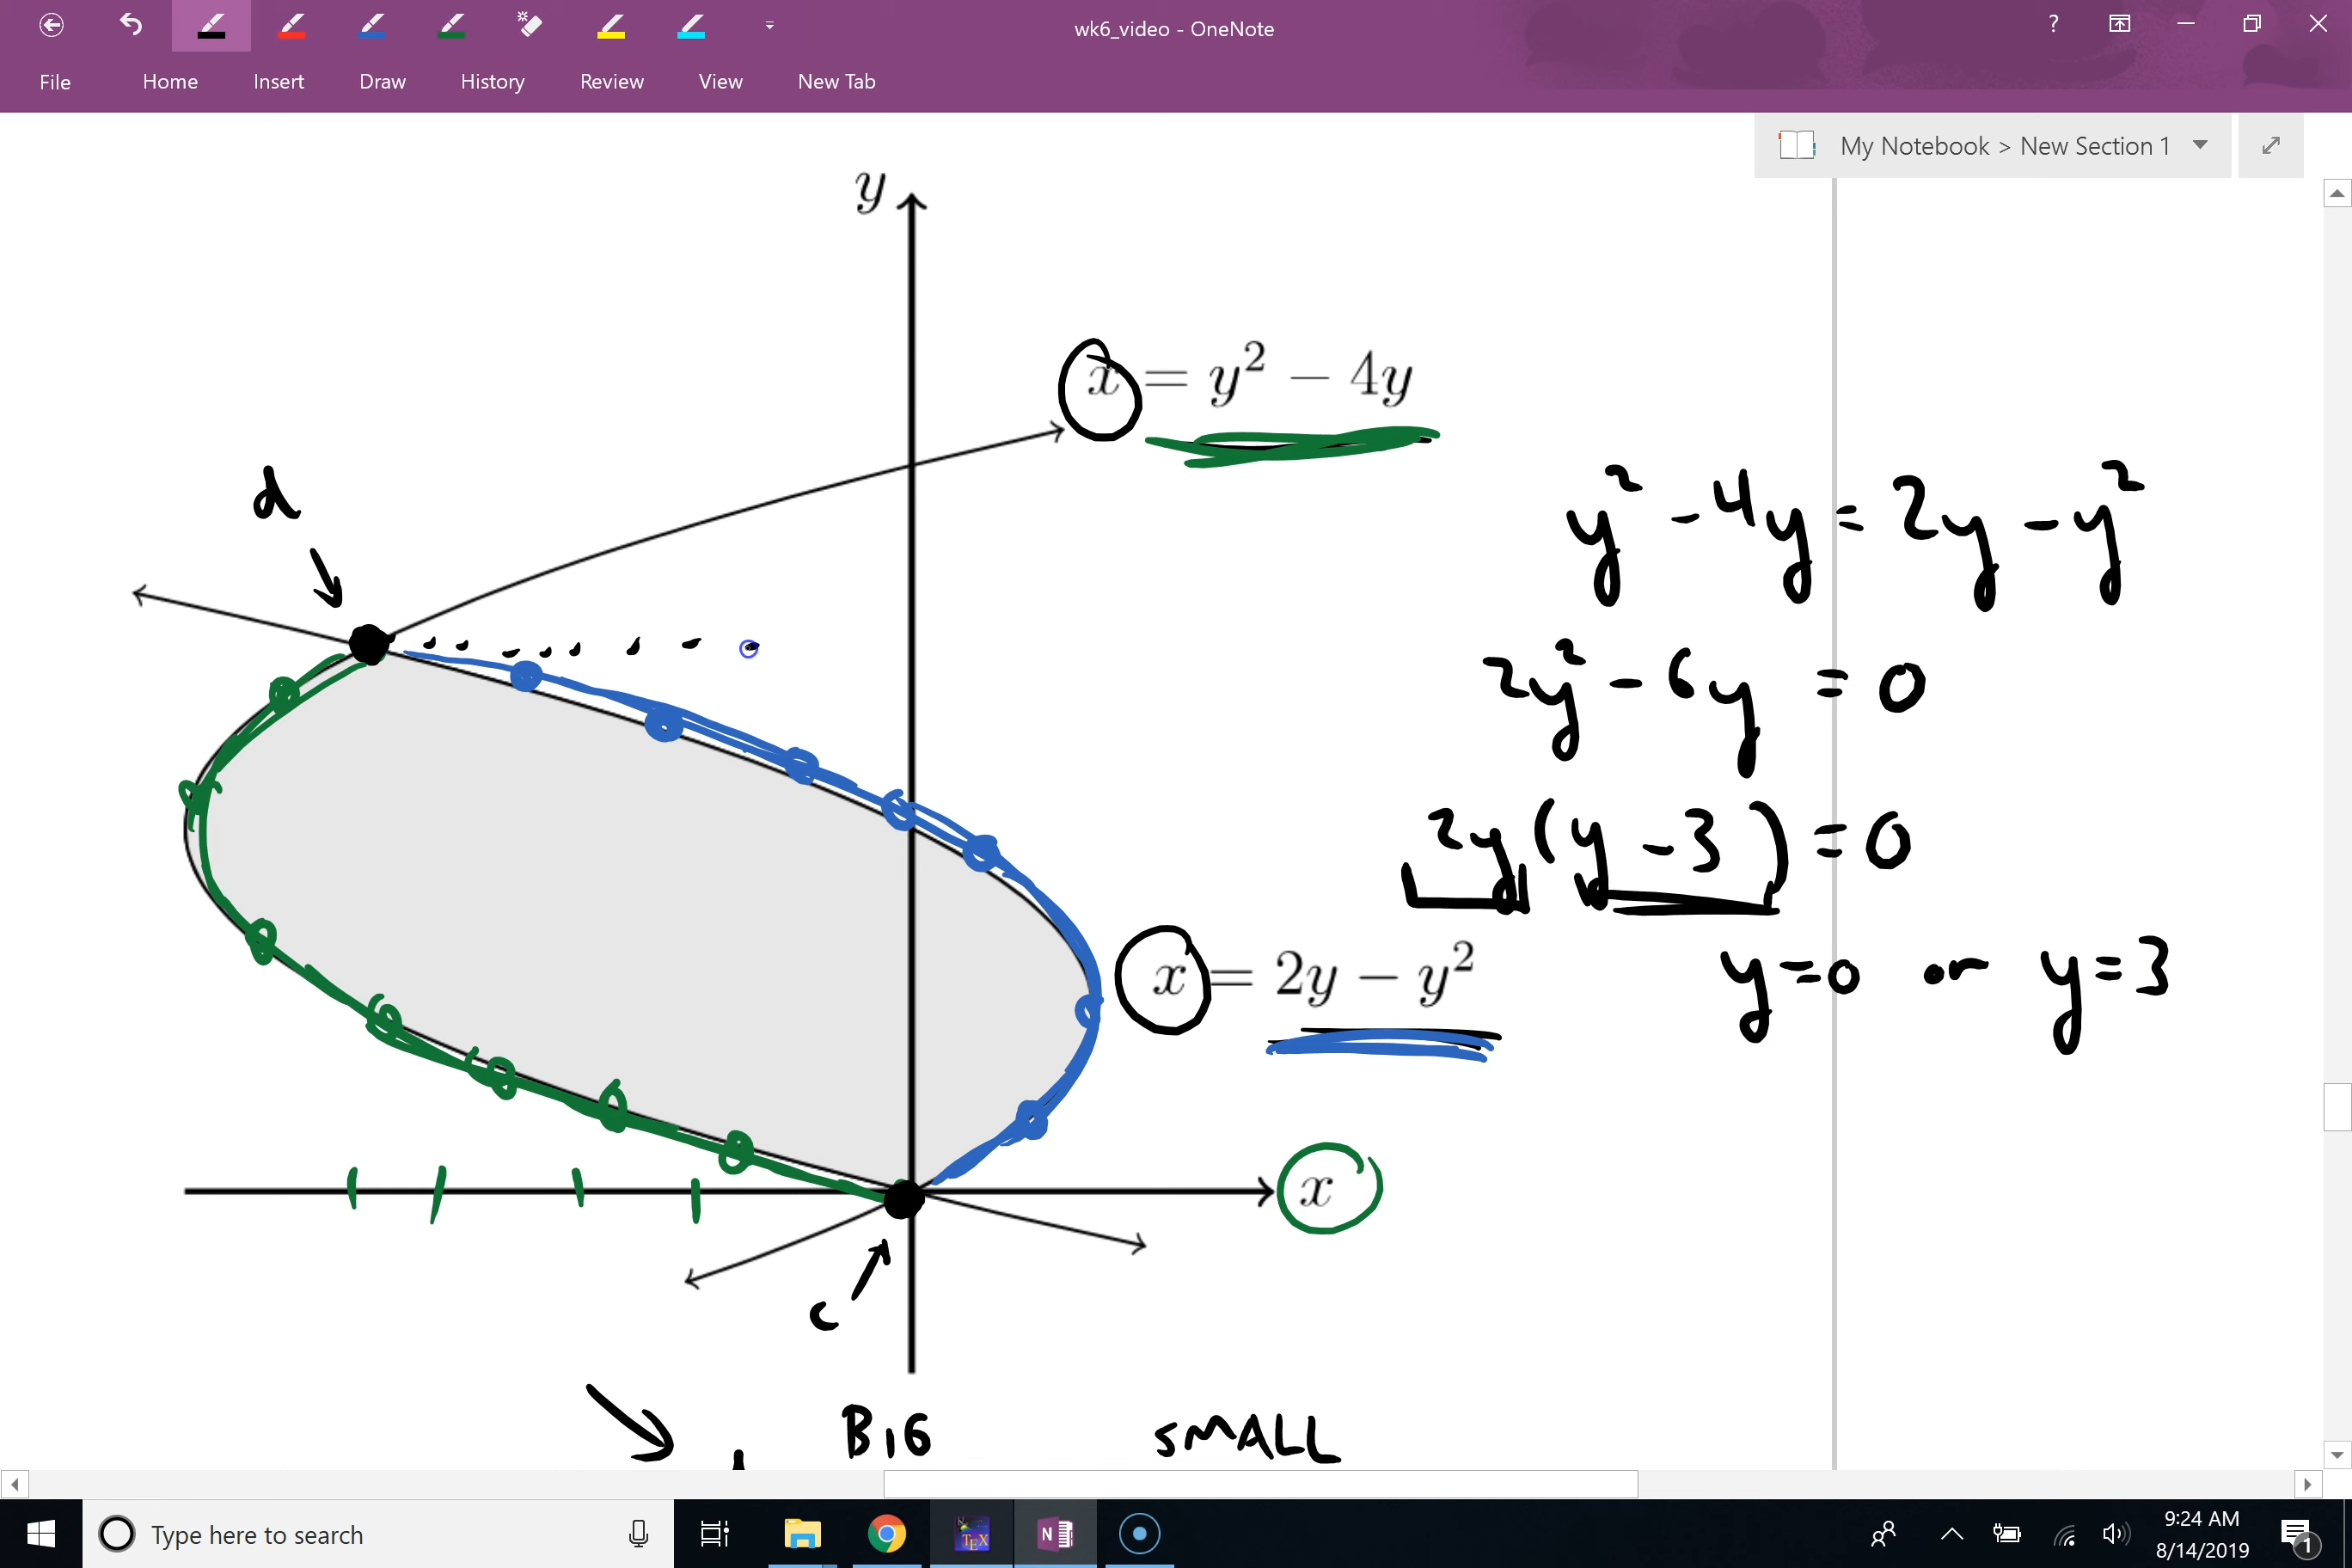 wk6_video - OneNote
?
File Home Insert Draw History Review View New Tab
My Notebook > New Section 1
y
x = y² − 4y
d
y² - 4y = 2y - y²
2y² - 6y = 0
2y(y - 3) = 0
x = 2y − y²
y=0 or y=3
x
c
BIG SMALL
Type here to search
TEX
N
9:24 AM
8/14/2019
1